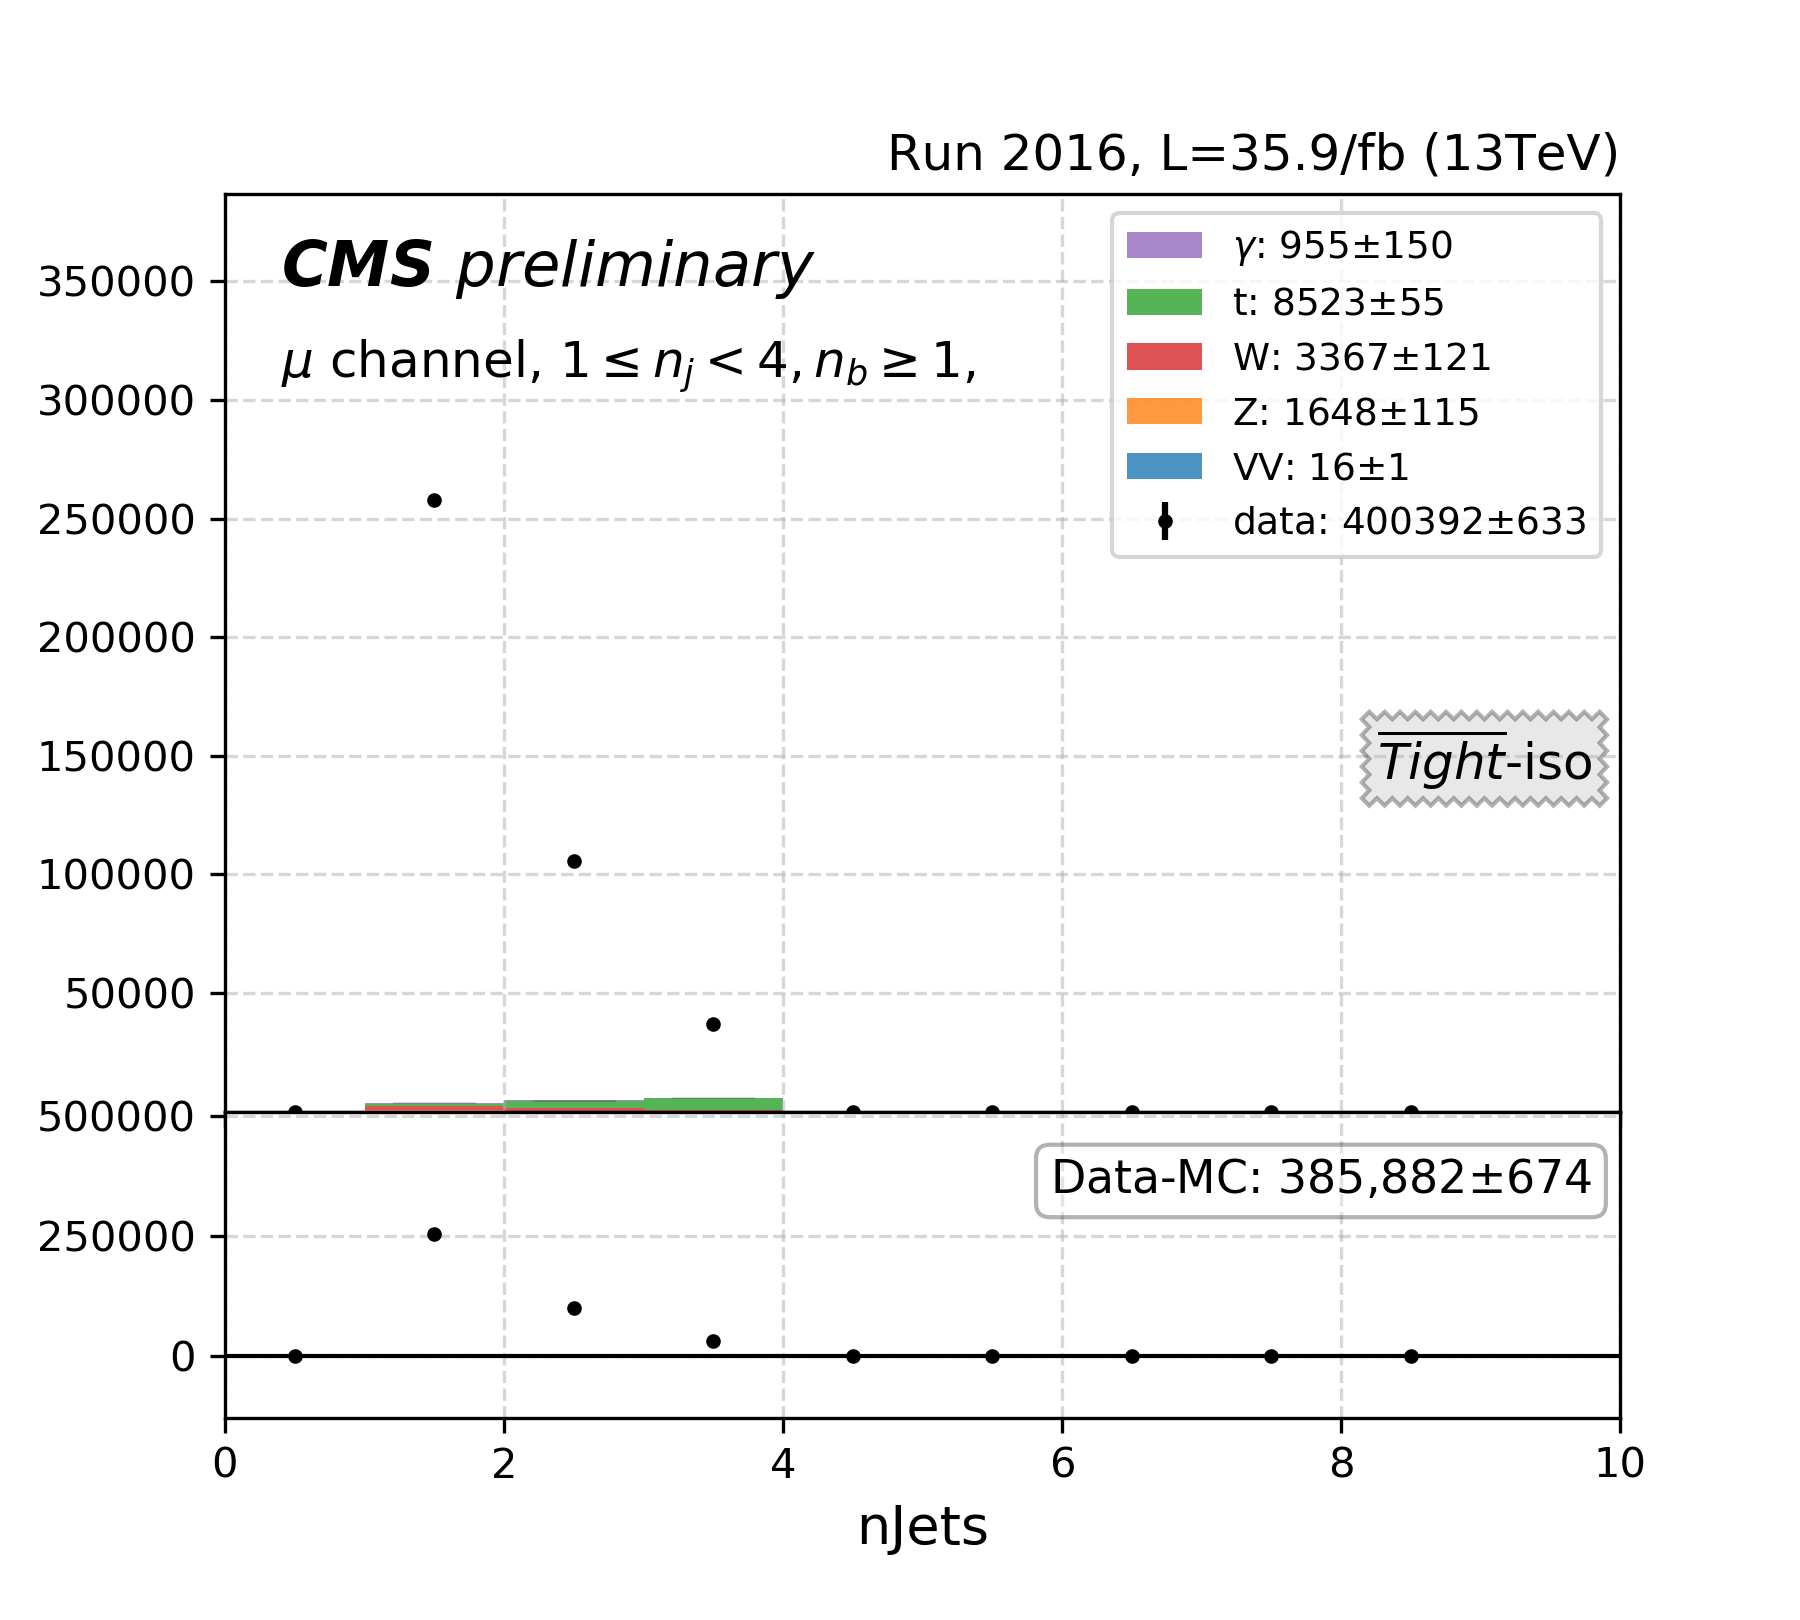 Run 2016, L=35.9/fb (13TeV)
CMS preliminary
μ channel, 1 ≤ n_j < 4, n_b ≥ 1,
γ: 955±150
t: 8523±55
W: 3367±121
Z: 1648±115
VV: 16±1
data: 400392±633
350000
300000
250000
200000
150000
100000
50000
Tight-iso
500000
250000
0
Data-MC: 385,882±674
0 2 4 6 8 10
nJets